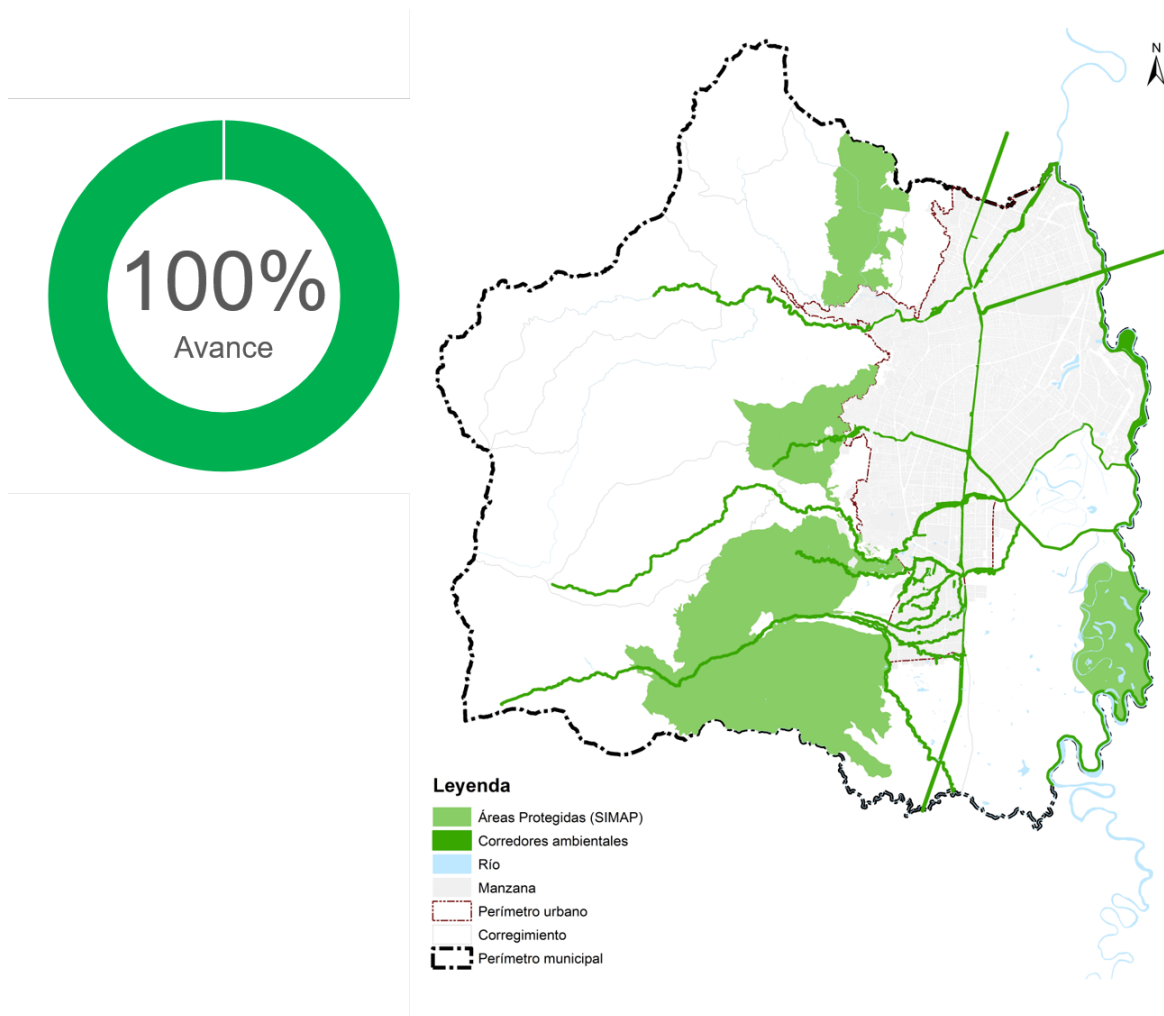 100%
Avance
N
Leyenda
Áreas Protegidas (SIMAP)
Corredores ambientales
Río
Manzana
Perímetro urbano
Corregimiento
Perímetro municipal